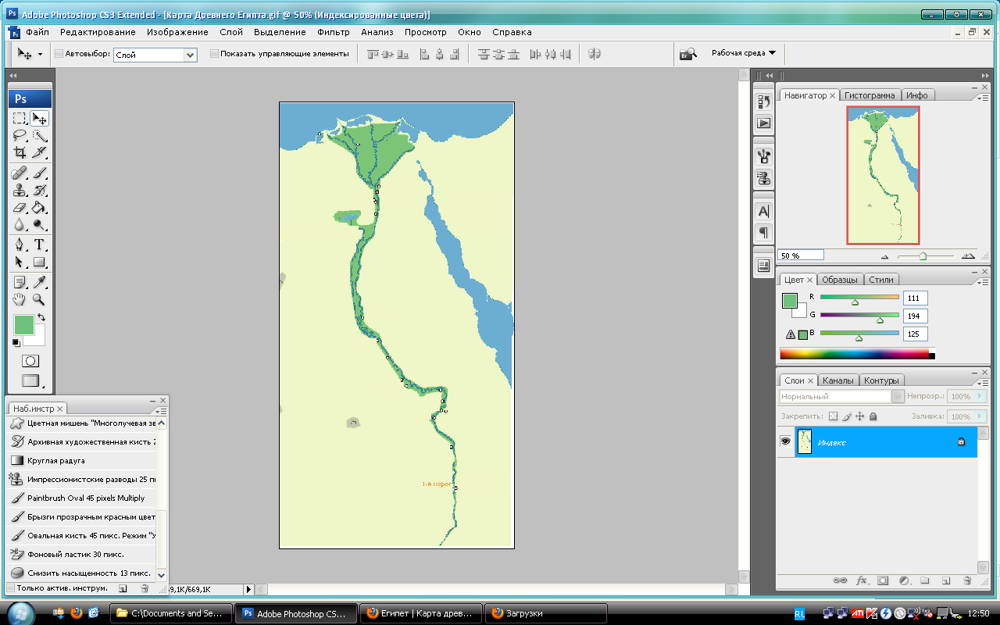 Adobe Photoshop CS3 Extended - [Карта Древнего Египта.gif @ 50% (Индексированные цвета)]
Файл Редактирование Изображение Слой Выделение Фильтр Анализ Просмотр Окно Справка
Автовыбор: Слой Показать управляющие элементы Рабочая среда
Ps
Навигатор Гистограмма Инфо
50 %
Цвет Образцы Стили
R 111
G 194
B 125
Слои Каналы Контуры
Нормальный Непрозр.: 100%
Закрепить: Заливка: 100%
Индекс
1-й порог
Наб.инстр
Цветная мишень "Многолучевая зв
Архивная художественная кисть 2
Круглая радуга
Импрессионистские разводы 25 пи
Paintbrush Oval 45 pixels Multiply
Брызги прозрачным красным цвет
Овальная кисть 45 пикс. Режим "У
Фоновый ластик 30 пикс.
Снизить насыщенность 13 пикс.
Только актив. инструм.
9,1K/669,1K
C:\Documents and Se...
Adobe Photoshop CS...
Египет | Карта древ...
Загрузки
RL
12:50